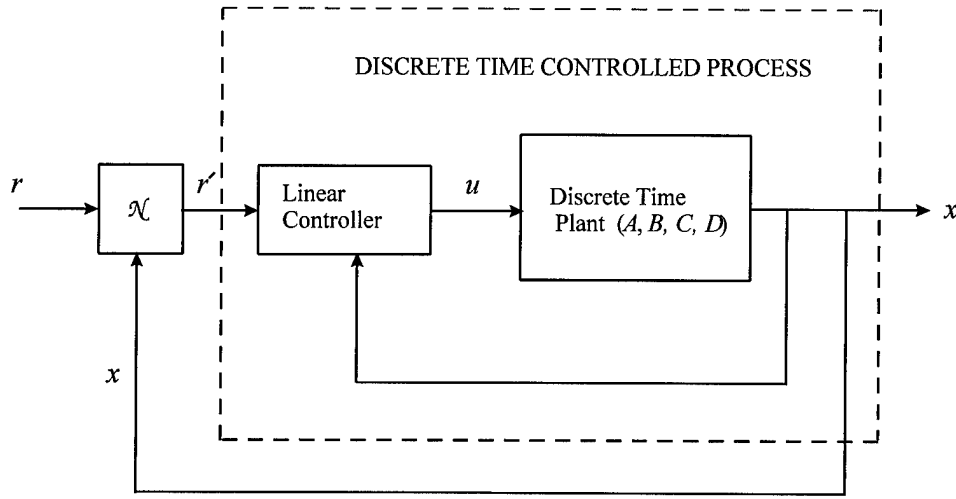 DISCRETE TIME CONTROLLED PROCESS
r
𝒩
r′
Linear
Controller
u
Discrete Time
Plant (A, B, C, D)
x
x